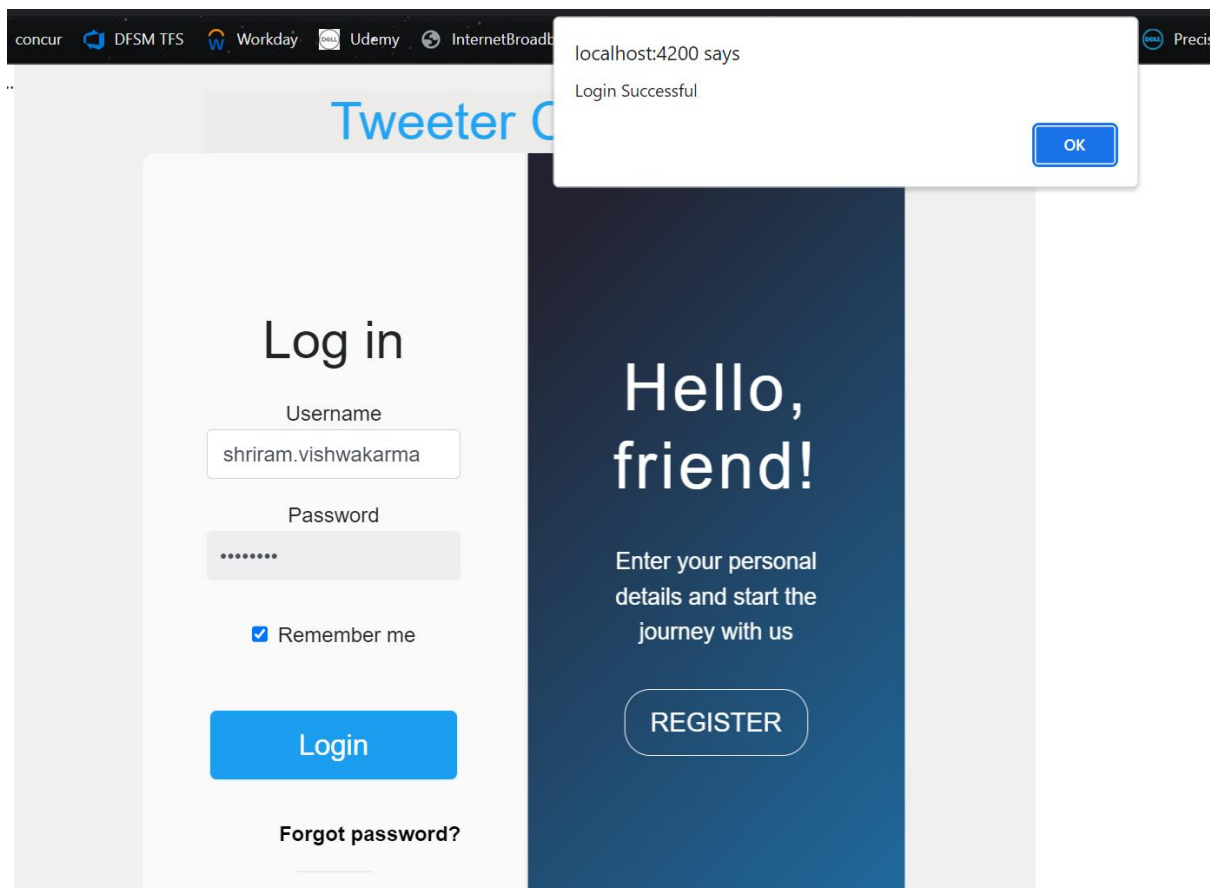 concur DFSM TFS Workday Udemy InternetBroadb
localhost:4200 says
Login Successful
OK
Tweeter
Log in
Username
shriram.vishwakarma
Password
••••••••
Remember me
Login
Forgot password?
Hello,
friend!
Enter your personal
details and start the
journey with us
REGISTER